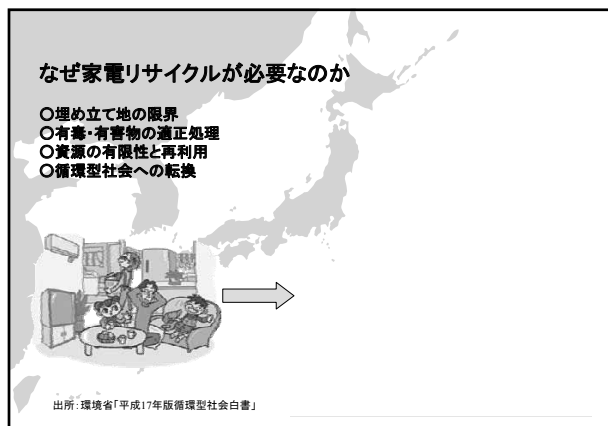 なぜ家電リサイクルが必要なのか
○埋め立て地の限界
○有毒・有害物の適正処理
○資源の有限性と再利用
○循環型社会への転換
出所:環境省「平成17年版循環型社会白書」